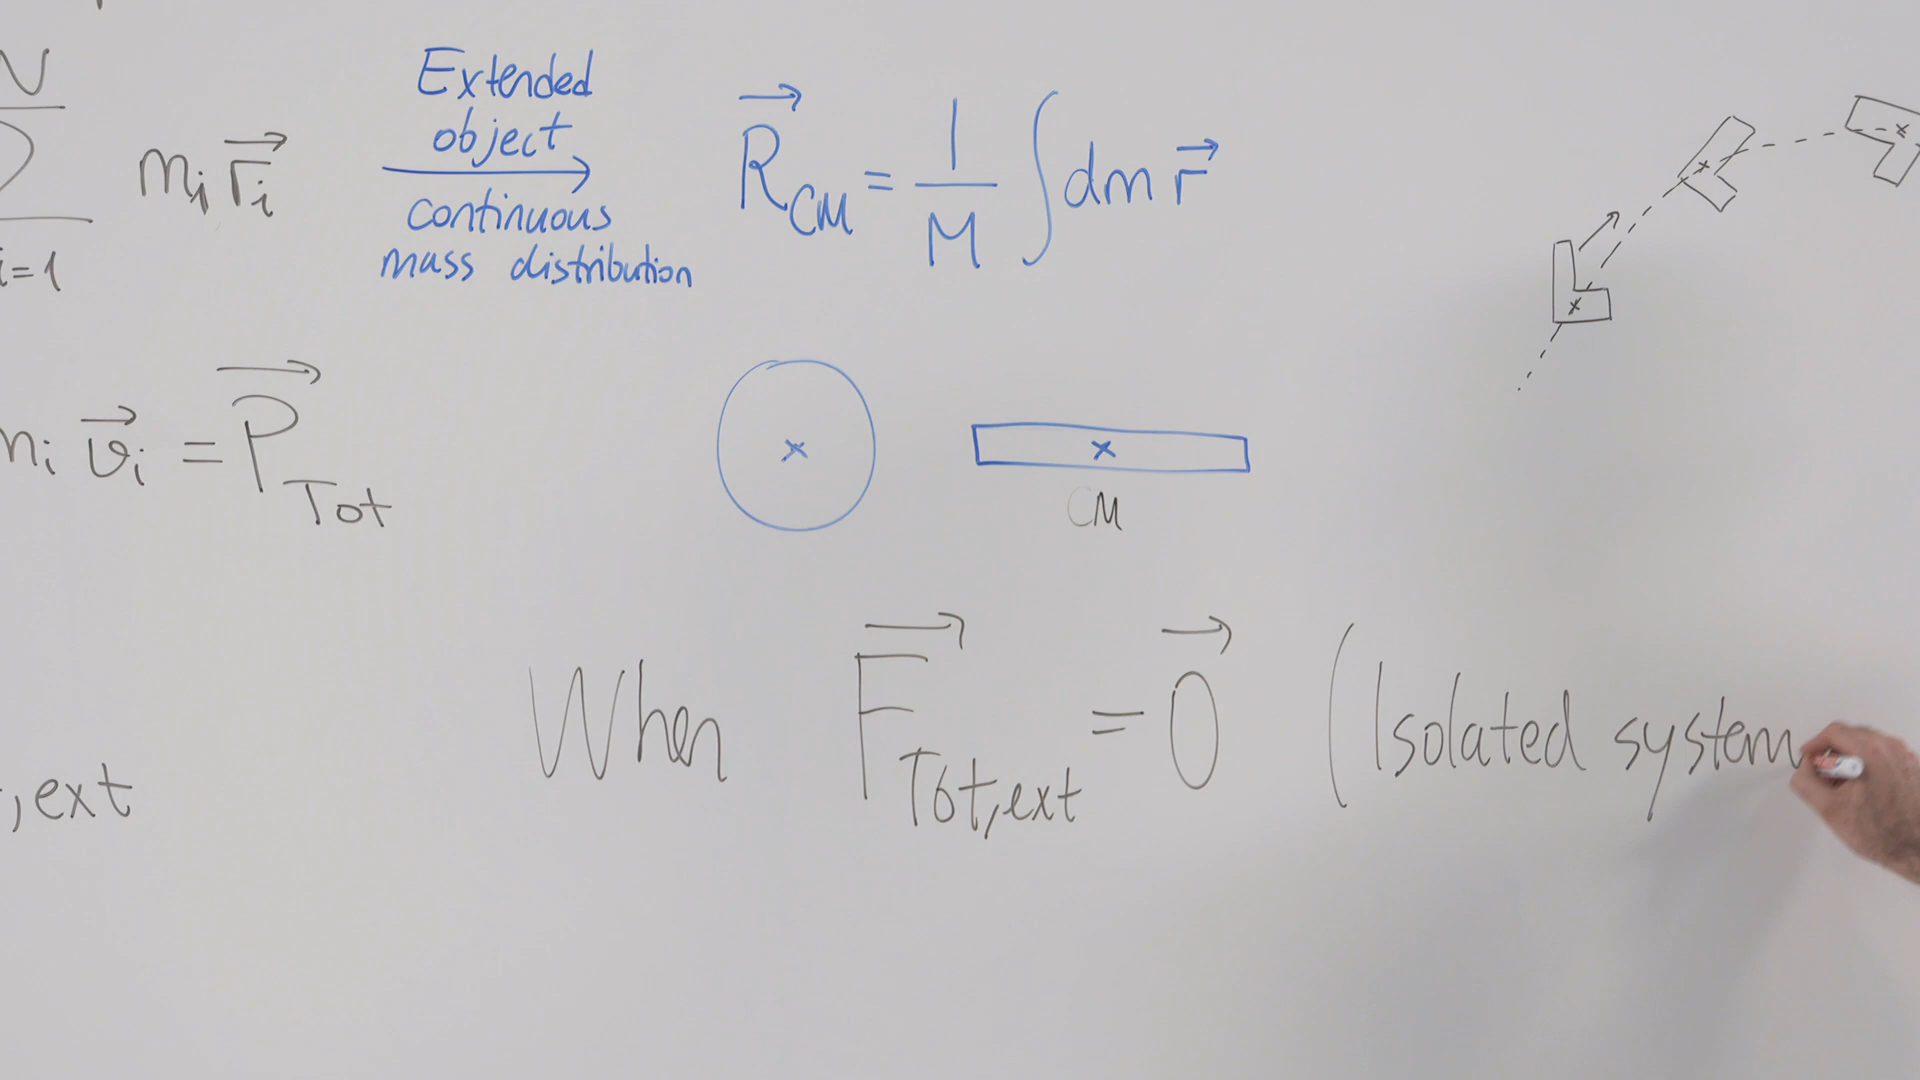 N
∑ mᵢ r⃗ᵢ
i=1
Extended
object
continuous
mass distribution
R⃗_CM = 1/M ∫ dm r⃗
mᵢ v⃗ᵢ = P⃗_Tot
CM
,ext
When F⃗_Tot,ext = 0⃗ (Isolated system